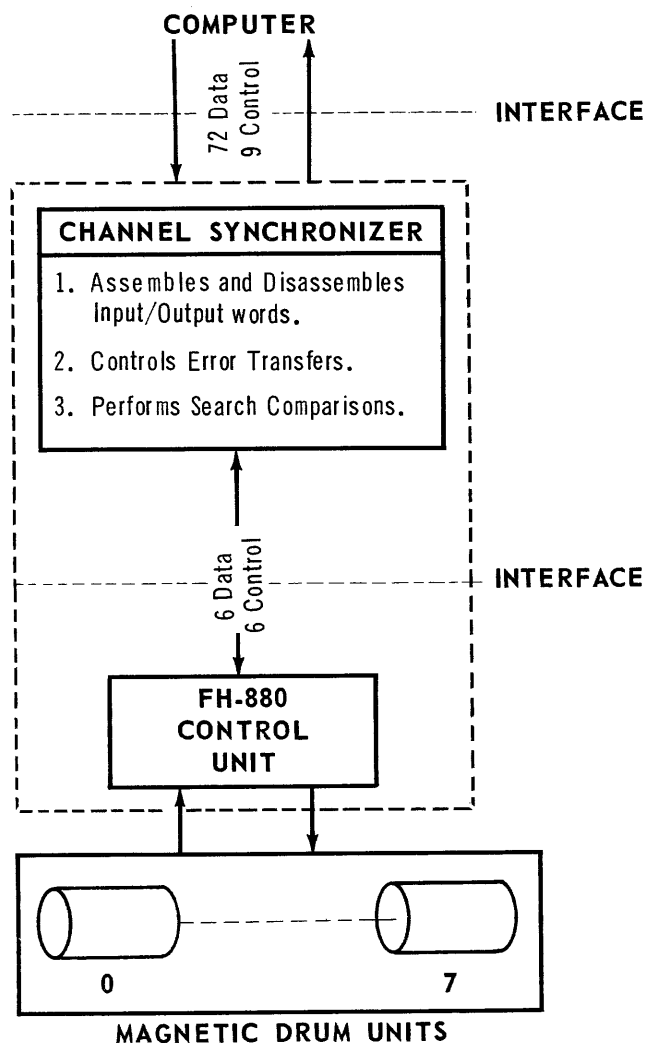 COMPUTER
72 Data
9 Control
INTERFACE
CHANNEL SYNCHRONIZER
1. Assembles and Disassembles
Input/Output words.
2. Controls Error Transfers.
3. Performs Search Comparisons.
6 Data
6 Control
INTERFACE
FH-880
CONTROL
UNIT
0 7
MAGNETIC DRUM UNITS